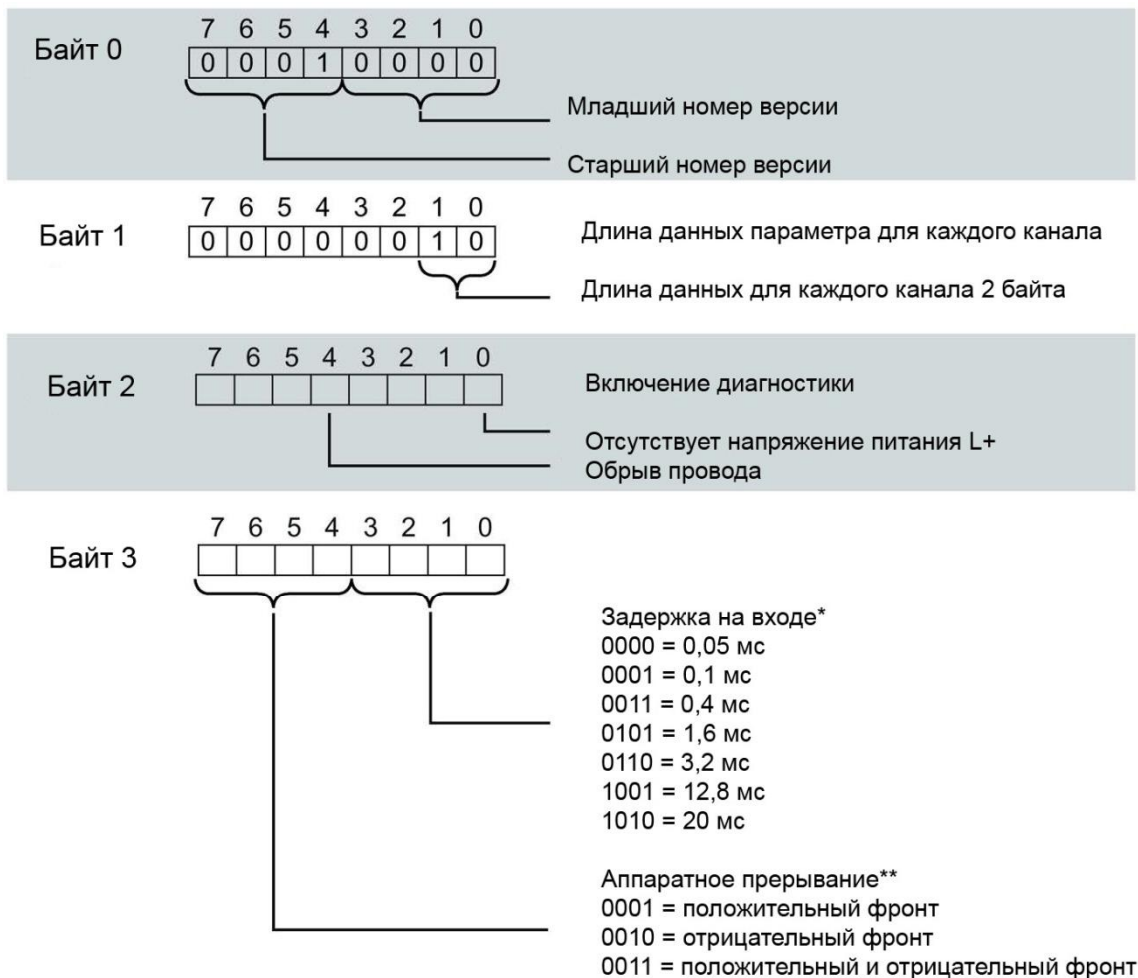 7 6 5 4 3 2 1 0
Байт 0
0 0 0 1 0 0 0 0
Младший номер версии
Старший номер версии
7 6 5 4 3 2 1 0
Байт 1
0 0 0 0 0 0 1 0
Длина данных параметра для каждого канала
Длина данных для каждого канала 2 байта
7 6 5 4 3 2 1 0
Байт 2
Включение диагностики
Отсутствует напряжение питания L+
Обрыв провода
7 6 5 4 3 2 1 0
Байт 3
Задержка на входе*
0000 = 0,05 мс
0001 = 0,1 мс
0011 = 0,4 мс
0101 = 1,6 мс
0110 = 3,2 мс
1001 = 12,8 мс
1010 = 20 мс
Аппаратное прерывание**
0001 = положительный фронт
0010 = отрицательный фронт
0011 = положительный и отрицательный фронт